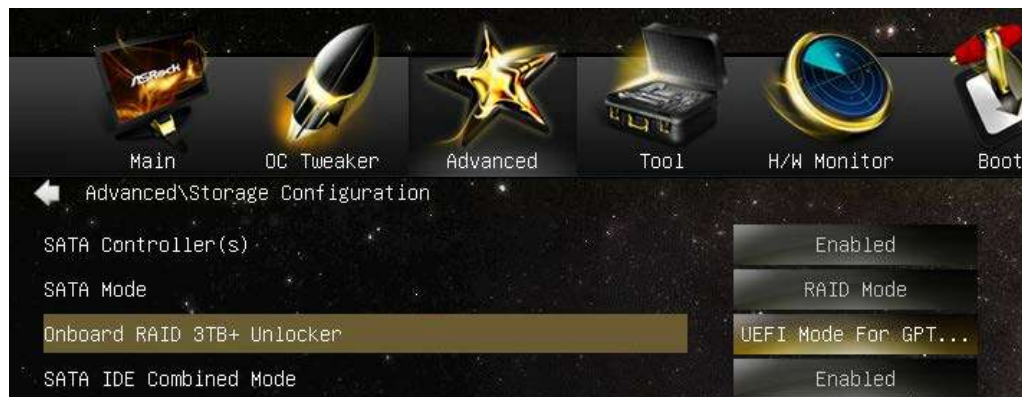 ASRock
Main
OC Tweaker
Advanced
Tool
H/W Monitor
Boot
Advanced\Storage Configuration
SATA Controller(s)
Enabled
SATA Mode
RAID Mode
Onboard RAID 3TB+ Unlocker
UEFI Mode For GPT...
SATA IDE Combined Mode
Enabled